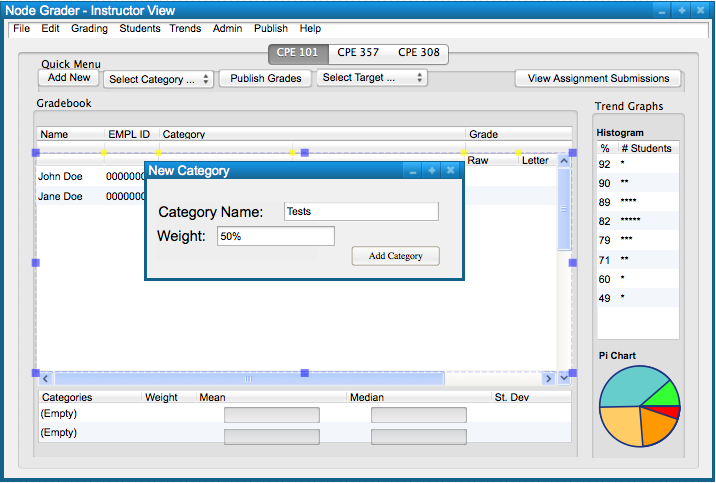 Node Grader - Instructor View
File Edit Grading Students Trends Admin Publish Help
CPE 101 CPE 357 CPE 308
Quick Menu
Add New Select Category ... Publish Grades Select Target ... View Assignment Submissions
Gradebook
Trend Graphs
Name EMPL ID Category Grade
Raw Letter
John Doe 0000000
Jane Doe 0000000
New Category
Category Name: Tests
Weight: 50%
Add Category
Histogram
% # Students
92 *
90 **
89 ****
82 *****
79 ***
71 **
60 *
49 *
Pi Chart
Categories Weight Mean Median St. Dev
(Empty)
(Empty)